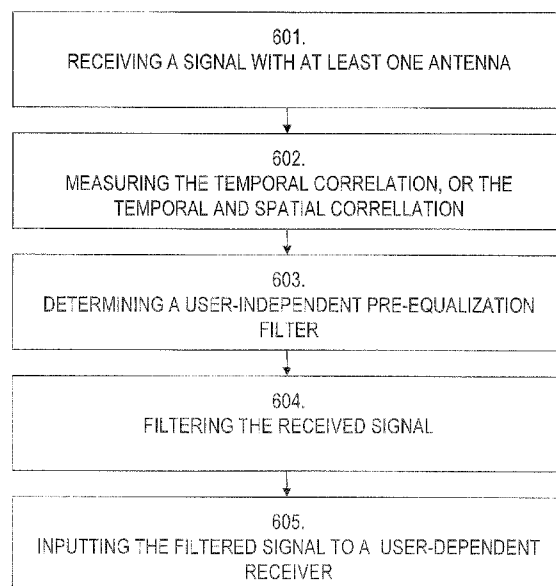 601.
RECEIVING A SIGNAL WITH AT LEAST ONE ANTENNA
602.
MEASURING THE TEMPORAL CORRELATION, OR THE
TEMPORAL AND SPATIAL CORRELLATION
603.
DETERMINING A USER-INDEPENDENT PRE-EQUALIZATION
FILTER
604.
FILTERING THE RECEIVED SIGNAL
605.
INPUTTING THE FILTERED SIGNAL TO A USER-DEPENDENT
RECEIVER